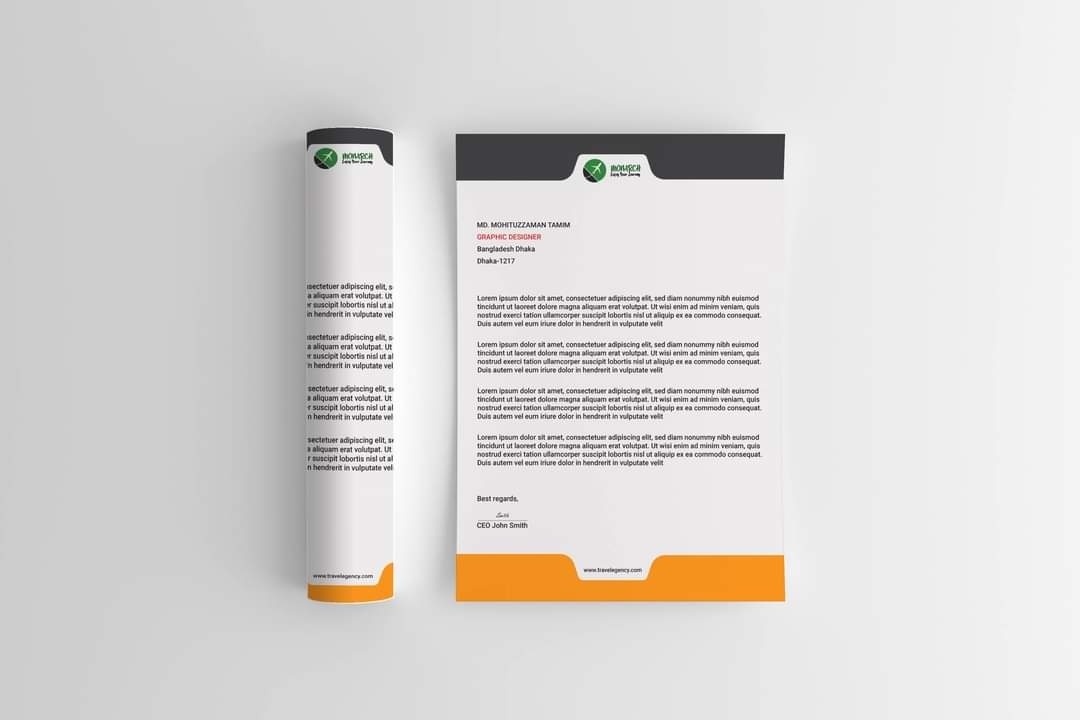 MONARCH
Enjoy Your Journey
sectetuer adipiscing elit,
a aliquam erat volutpat. Ut
r suscipit lobortis nisl ut al
in hendrerit in vulputate vel
sectetuer adipiscing elit,
a aliquam erat volutpat. Ut
r suscipit lobortis nisl ut al
in hendrerit in vulputate vel
sectetuer adipiscing elit,
a aliquam erat volutpat. Ut
r suscipit lobortis nisl ut al
n hendrerit in vulputate vel
sectetuer adipiscing elit,
a aliquam erat volutpat. Ut
r suscipit lobortis nisl ut al
n hendrerit in vulputate vel
www.travelegency.com
MONARCH
Enjoy Your Journey
MD. MOHITUZZAMAN TAMIM
GRAPHIC DESIGNER
Bangladesh Dhaka
Dhaka-1217
Lorem ipsum dolor sit amet, consectetuer adipiscing elit, sed diam nonummy nibh euismod
tincidunt ut laoreet dolore magna aliquam erat volutpat. Ut wisi enim ad minim veniam, quis
nostrud exerci tation ullamcorper suscipit lobortis nisl ut aliquip ex ea commodo consequat.
Duis autem vel eum iriure dolor in hendrerit in vulputate velit
Lorem ipsum dolor sit amet, consectetuer adipiscing elit, sed diam nonummy nibh euismod
tincidunt ut laoreet dolore magna aliquam erat volutpat. Ut wisi enim ad minim veniam, quis
nostrud exerci tation ullamcorper suscipit lobortis nisl ut aliquip ex ea commodo consequat.
Duis autem vel eum iriure dolor in hendrerit in vulputate velit
Lorem ipsum dolor sit amet, consectetuer adipiscing elit, sed diam nonummy nibh euismod
tincidunt ut laoreet dolore magna aliquam erat volutpat. Ut wisi enim ad minim veniam, quis
nostrud exerci tation ullamcorper suscipit lobortis nisl ut aliquip ex ea commodo consequat.
Duis autem vel eum iriure dolor in hendrerit in vulputate velit
Lorem ipsum dolor sit amet, consectetuer adipiscing elit, sed diam nonummy nibh euismod
tincidunt ut laoreet dolore magna aliquam erat volutpat. Ut wisi enim ad minim veniam, quis
nostrud exerci tation ullamcorper suscipit lobortis nisl ut aliquip ex ea commodo consequat.
Duis autem vel eum iriure dolor in hendrerit in vulputate velit
Best regards,
Smith
CEO John Smith
www.travelegency.com